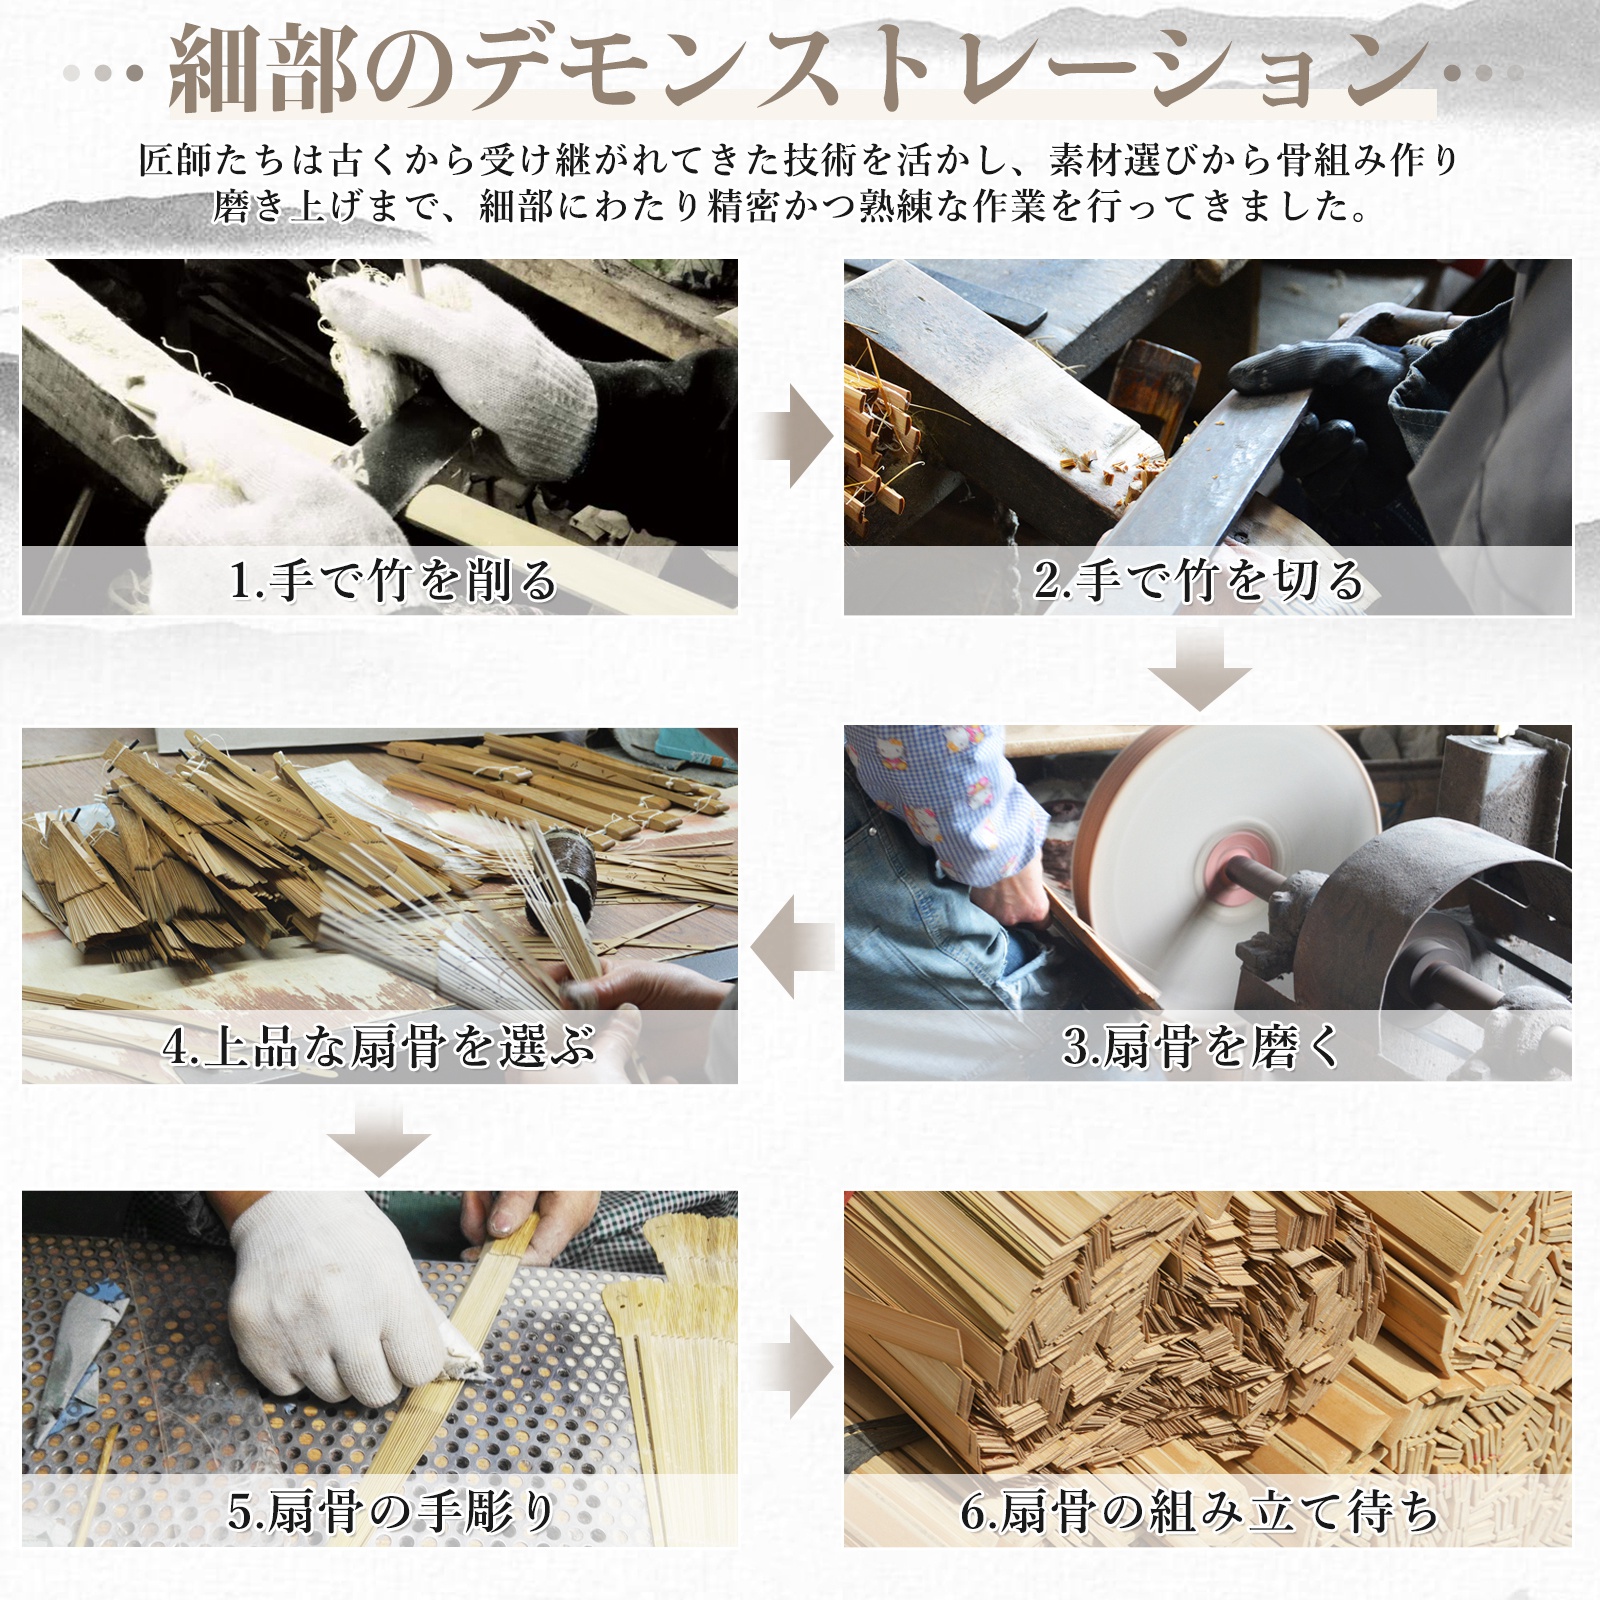 細部のデモンストレーション
匠師たちは古くから受け継がれてきた技術を活かし、素材選びから骨組み作り
磨き上げまで、細部にわたり精密かつ熟練な作業を行ってきました。
1.手で竹を削る
2.手で竹を切る
3.扇骨を磨く
4.上品な扇骨を選ぶ
5.扇骨の手彫り
6.扇骨の組み立て待ち